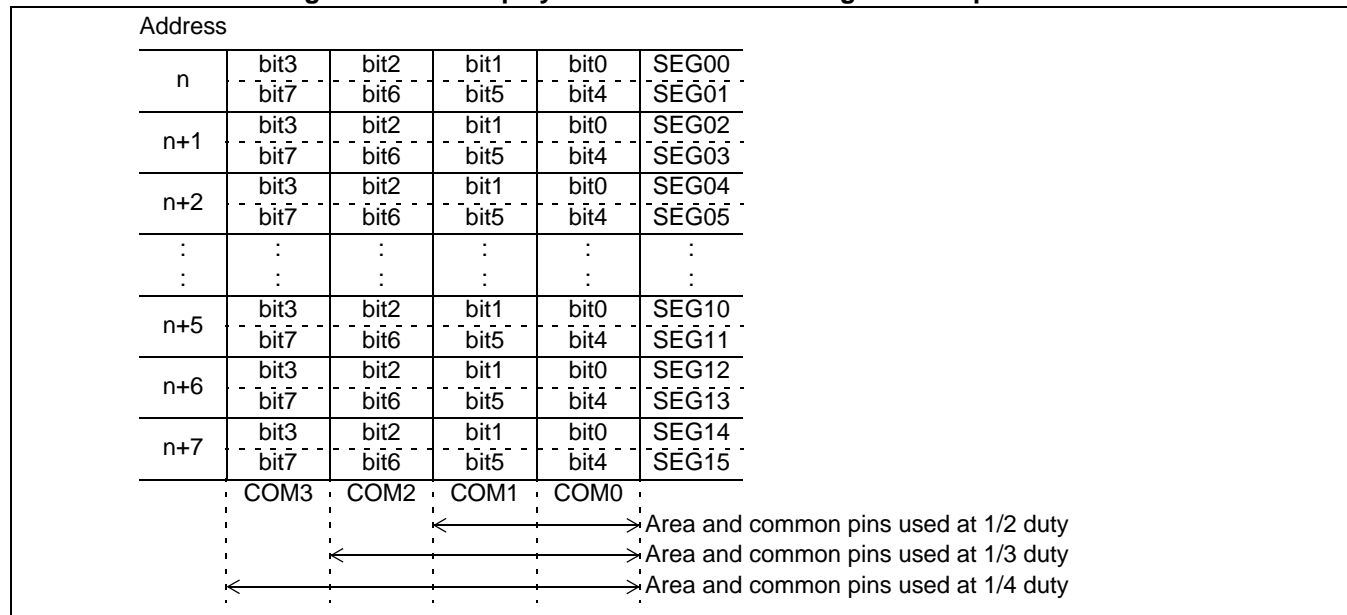 Address
n bit3 bit2 bit1 bit0 SEG00
bit7 bit6 bit5 bit4 SEG01
n+1 bit3 bit2 bit1 bit0 SEG02
bit7 bit6 bit5 bit4 SEG03
n+2 bit3 bit2 bit1 bit0 SEG04
bit7 bit6 bit5 bit4 SEG05
: : : : : :
: : : : : :
n+5 bit3 bit2 bit1 bit0 SEG10
bit7 bit6 bit5 bit4 SEG11
n+6 bit3 bit2 bit1 bit0 SEG12
bit7 bit6 bit5 bit4 SEG13
n+7 bit3 bit2 bit1 bit0 SEG14
bit7 bit6 bit5 bit4 SEG15
COM3 COM2 COM1 COM0
Area and common pins used at 1/2 duty
Area and common pins used at 1/3 duty
Area and common pins used at 1/4 duty